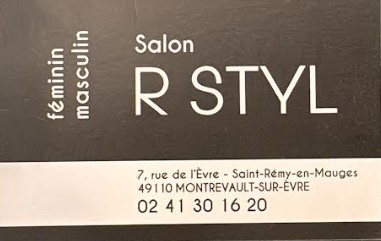 féminin
masculin
Salon
R STYL
7, rue de l'Èvre - Saint-Rémy-en-Mauges
49110 MONTREVAULT-SUR-ÈVRE
02 41 30 16 20